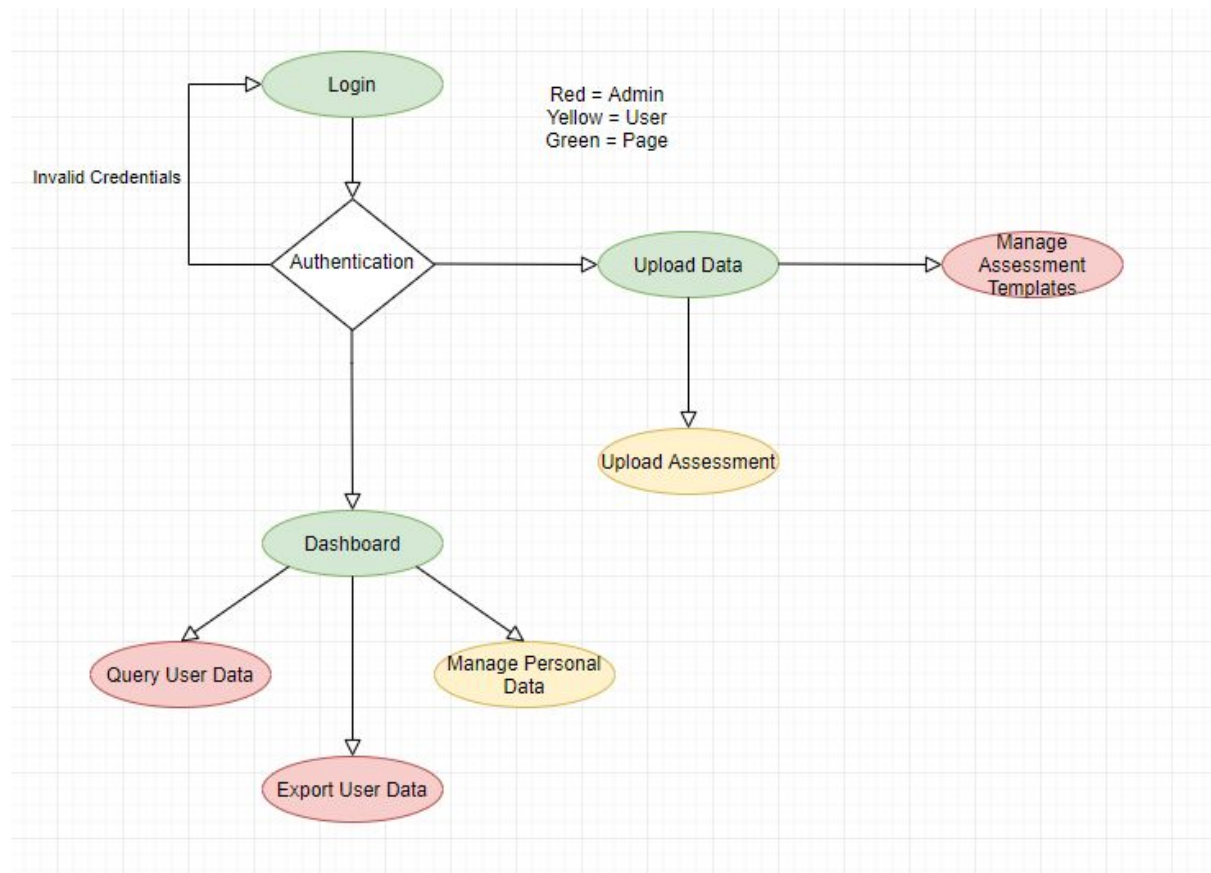 Login
Red = Admin
Yellow = User
Green = Page
Invalid Credentials
Authentication
Upload Data
Manage
Assessment
Templates
Upload Assessment
Dashboard
Query User Data
Manage Personal
Data
Export User Data